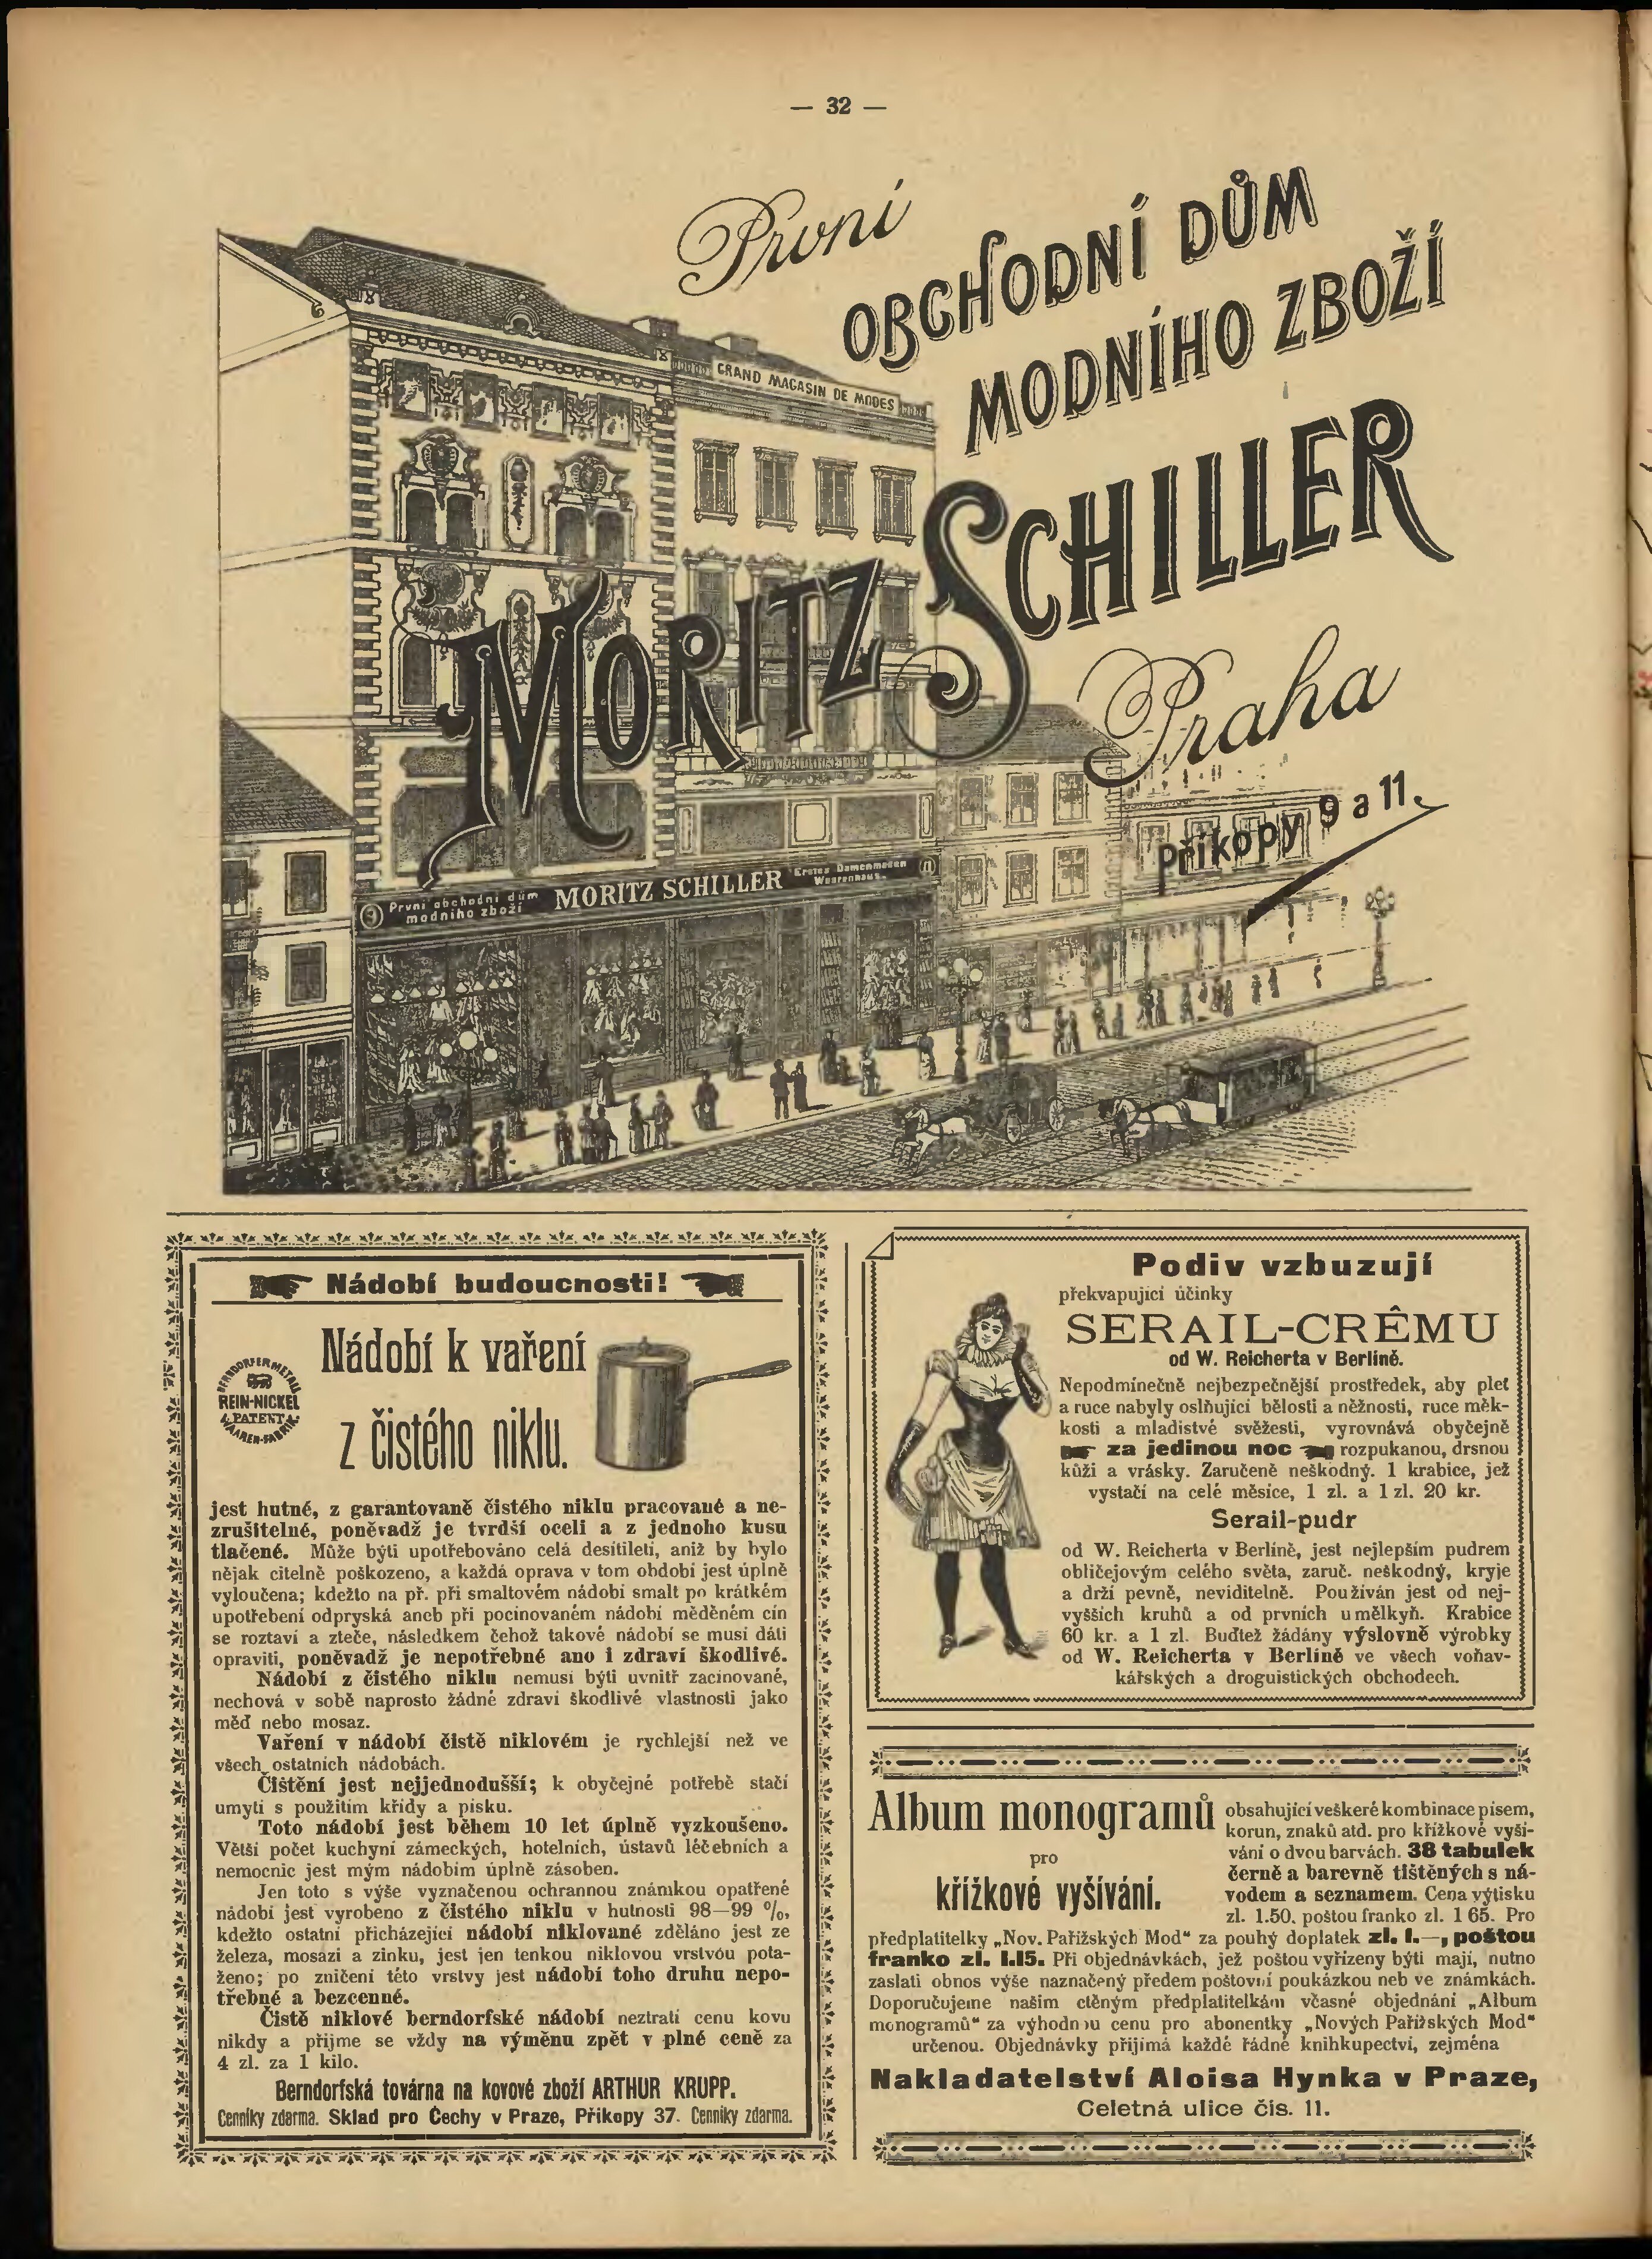 — 32 —
První
OBCHODNÍ DŮM
MODNÍHO ZBOŽÍ
MORITZ SCHILLER
Praha
Příkopy 9 a 11.
GRAND MAGASIN DE MODES
9 První obchodní dům
modního zboží
MORITZ SCHILLER
Erstes Damenmoden
Waarenhaus.
11
Nádobí budoucnosti!
Nádobí k vaření
z čistého niklu.
BERNDORFER METALL
REIN-NICKEL
PATENT
WAAREN-FABRIK
jest hutné, z garantovaně čistého niklu pracované a ne-
zrušitelné, poněvadž je tvrdší oceli a z jednoho kusu
tlačené. Může býti upotřebováno celá desítiletí, aniž by bylo
nějak citelně poškozeno, a každá oprava v tom období jest úplně
vyloučena; kdežto na př. při smaltovém nádobí smalt po krátkém
upotřebení odpryská aneb při pocínovaném nádobí měděném cín
se roztaví a zteče, následkem čehož takové nádobí se musí dáti
opraviti, poněvadž je nepotřebné ano i zdraví škodlivé.
Nádobí z čistého niklu nemusí býti uvnitř zacínované,
nechová v sobě naprosto žádné zdraví škodlivé vlastnosti jako
měď nebo mosaz.
Vaření v nádobí čistě niklovém je rychlejší než ve
všech ostatních nádobách.
Čištění jest nejjednodušší; k obyčejné potřebě stačí
umytí s použitím křídy a písku.
Toto nádobí jest během 10 let úplně vyzkoušeno.
Větší počet kuchyní zámeckých, hotelních, ústavů léčebních a
nemocnic jest mým nádobím úplně zásoben.
Jen toto s výše vyznačenou ochrannou známkou opatřené
nádobí jest vyrobeno z čistého niklu v hutnosti 98—99 %,
kdežto ostatní přicházející nádobí niklované zděláno jest ze
železa, mosazi a zinku, jest jen tenkou niklovou vrstvou pota-
ženo; po zničení této vrstvy jest nádobí toho druhu nepo-
třebné a bezcenné.
Čistě niklové berndorfské nádobí neztratí cenu kovu
nikdy a přijme se vždy na výměnu zpět v plné ceně za
4 zl. za 1 kilo.
Berndorfská továrna na kovové zboží ARTHUR KRUPP.
Cenníky zdarma. Sklad pro Čechy v Praze, Příkopy 37. Cenníky zdarma.
Podiv vzbuzují
překvapující účinky
SERAIL-CRÊMU
od W. Reicherta v Berlíně.
Nepodmínečně nejbezpečnější prostředek, aby pleť
a ruce nabyly oslňující bělosti a něžnosti, ruce měk-
kosti a mladistvé svěžesti, vyrovnává obyčejně
za jedinou noc rozpukanou, drsnou
kůži a vrásky. Zaručeně neškodný. 1 krabice, jež
vystačí na celé měsíce, 1 zl. a 1 zl. 20 kr.
Serail-pudr
od W. Reicherta v Berlíně, jest nejlepším pudrem
obličejovým celého světa, zaruč. neškodný, kryje
a drží pevně, neviditelně. Používán jest od nej-
vyšších kruhů a od prvních umělkyň. Krabice
60 kr. a 1 zl. Buďtež žádány výslovně výrobky
od W. Reicherta v Berlíně ve všech voňav-
kářských a droguistických obchodech.
Album monogramů
pro
křížkové vyšívání.
obsahující veškeré kombinace písem,
korun, znaků atd. pro křížkové vyší-
vání o dvou barvách. 38 tabulek
černě a barevně tištěných s ná-
vodem a seznamem. Cena výtisku
zl. 1.50, poštou franko zl. 1 65. Pro
předplatitelky „Nov. Pařížských Mod“ za pouhý doplatek zl. 1.—, poštou
franko zl. 1.15. Při objednávkách, jež poštou vyřízeny býti mají, nutno
zaslati obnos výše naznačený předem poštovní poukázkou neb ve známkách.
Doporučujeme našim ctěným předplatitelkám včasné objednání „Album
monogramů“ za výhodnou cenu pro abonentky „Nových Pařížských Mod“
určenou. Objednávky přijímá každé řádné knihkupectví, zejména
Nakladatelství Aloisa Hynka v Praze,
Celetná ulice čís. 11.